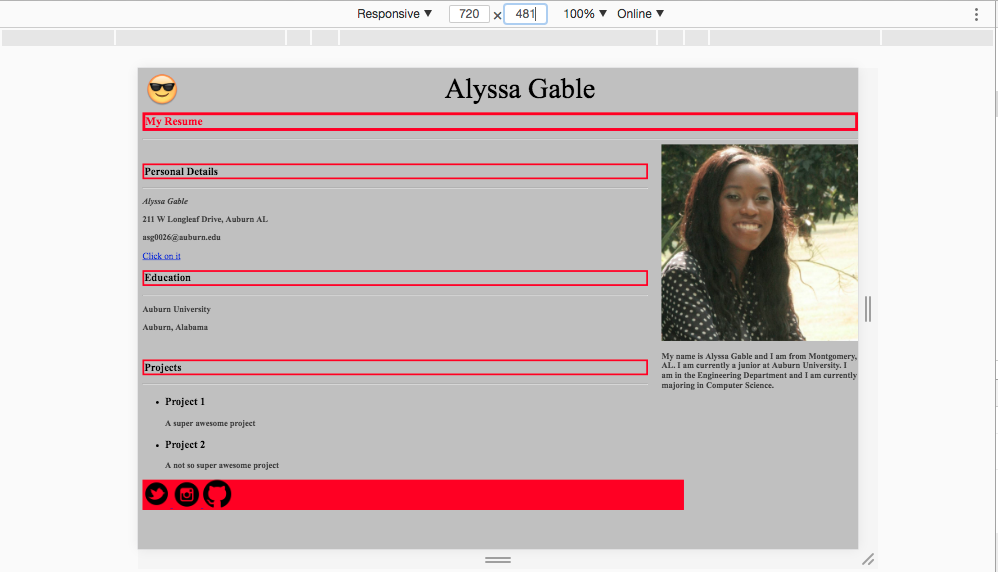 Responsive ▼ 720 × 481 100% ▼ Online ▼
Alyssa Gable
My Resume
Personal Details
Alyssa Gable
211 W Longleaf Drive, Auburn AL
asg0026@auburn.edu
Click on it
Education
Auburn University
Auburn, Alabama
Projects
Project 1
A super awesome project
Project 2
A not so super awesome project
My name is Alyssa Gable and I am from Montgomery,
AL. I am currently a junior at Auburn University. I
am in the Engineering Department and I am currently
majoring in Computer Science.